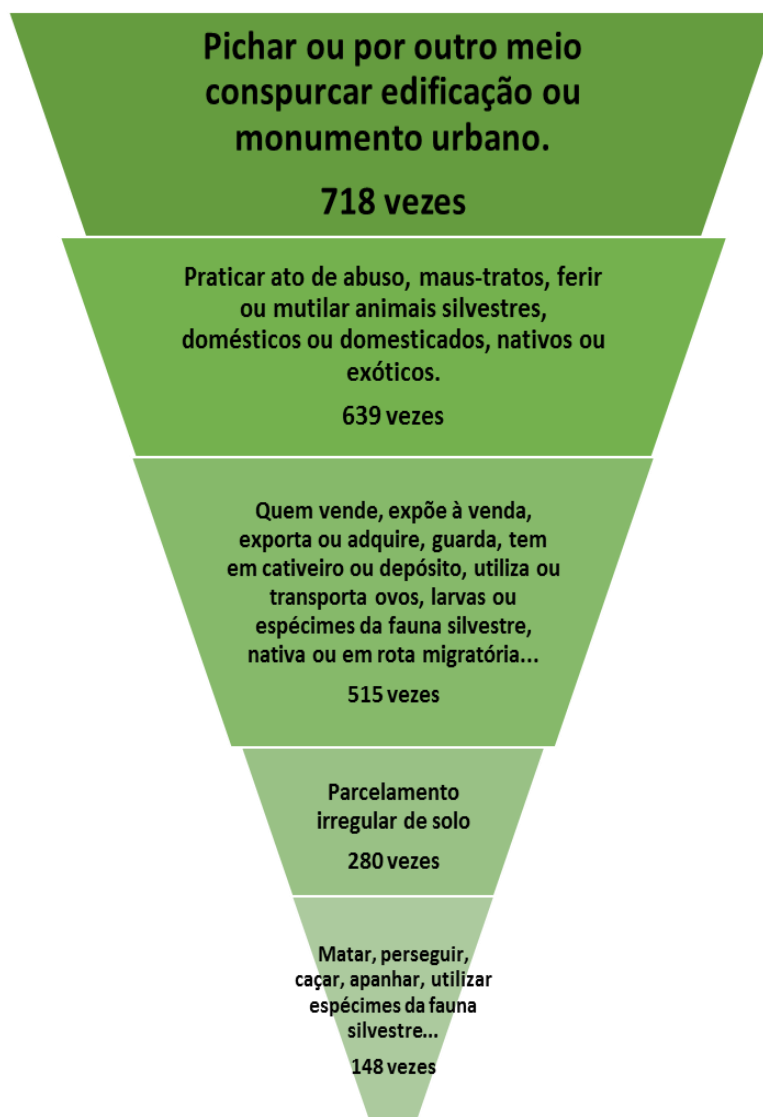 Pichar ou por outro meio
conspurcar edificação ou
monumento urbano.
718 vezes
Praticar ato de abuso, maus-tratos, ferir
ou mutilar animais silvestres,
domésticos ou domesticados, nativos ou
exóticos.
639 vezes
Quem vende, expõe à venda,
exporta ou adquire, guarda, tem
em cativeiro ou depósito, utiliza ou
transporta ovos, larvas ou
espécimes da fauna silvestre,
nativa ou em rota migratória...
515 vezes
Parcelamento
irregular de solo
280 vezes
Matar, perseguir,
caçar, apanhar, utilizar
espécimes da fauna
silvestre...
148 vezes